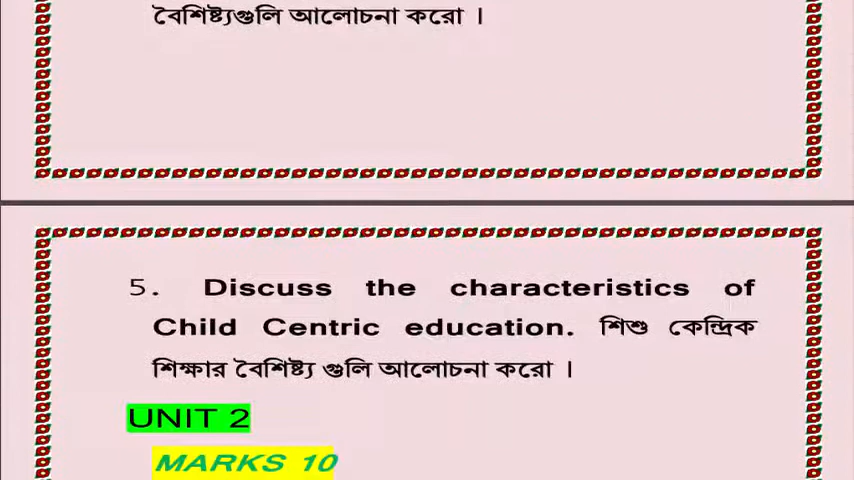 বৈশিষ্ট্যগুলি আলোচনা করো ।
5. Discuss the characteristics of
Child Centric education. শিশু কেন্দ্রিক
শিক্ষার বৈশিষ্ট্য গুলি আলোচনা করো ।
UNIT 2
MARKS 10